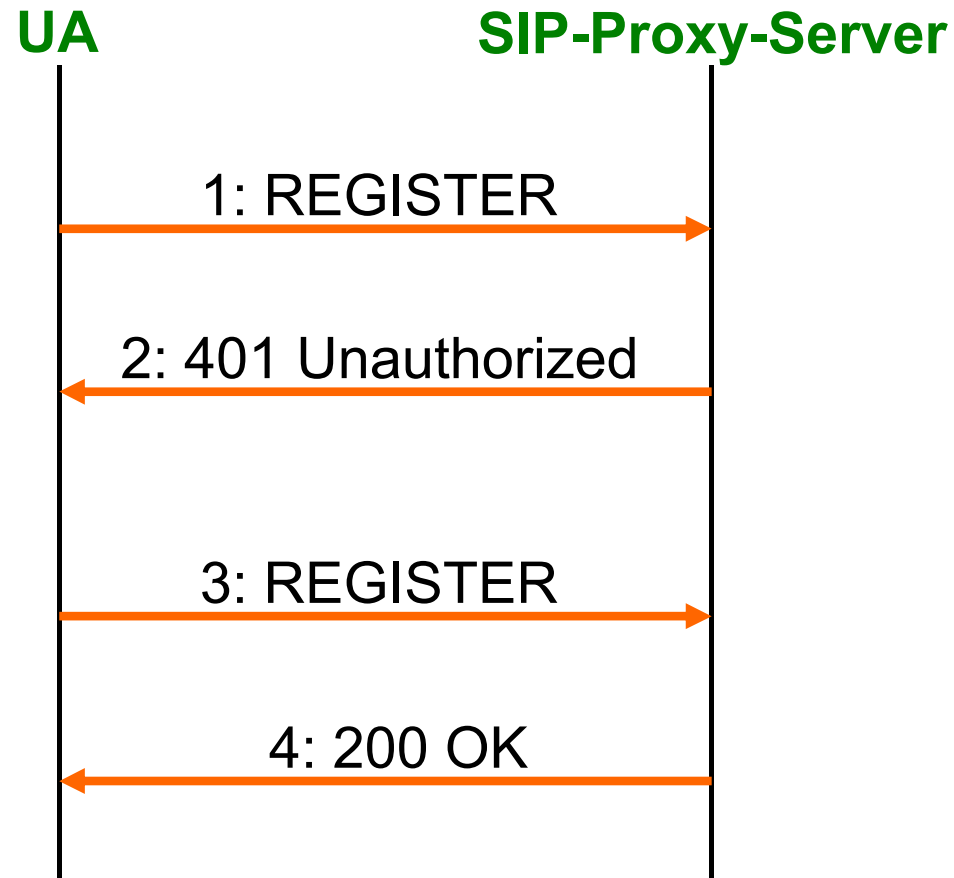 UA SIP-Proxy-Server
1: REGISTER
2: 401 Unauthorized
3: REGISTER
4: 200 OK